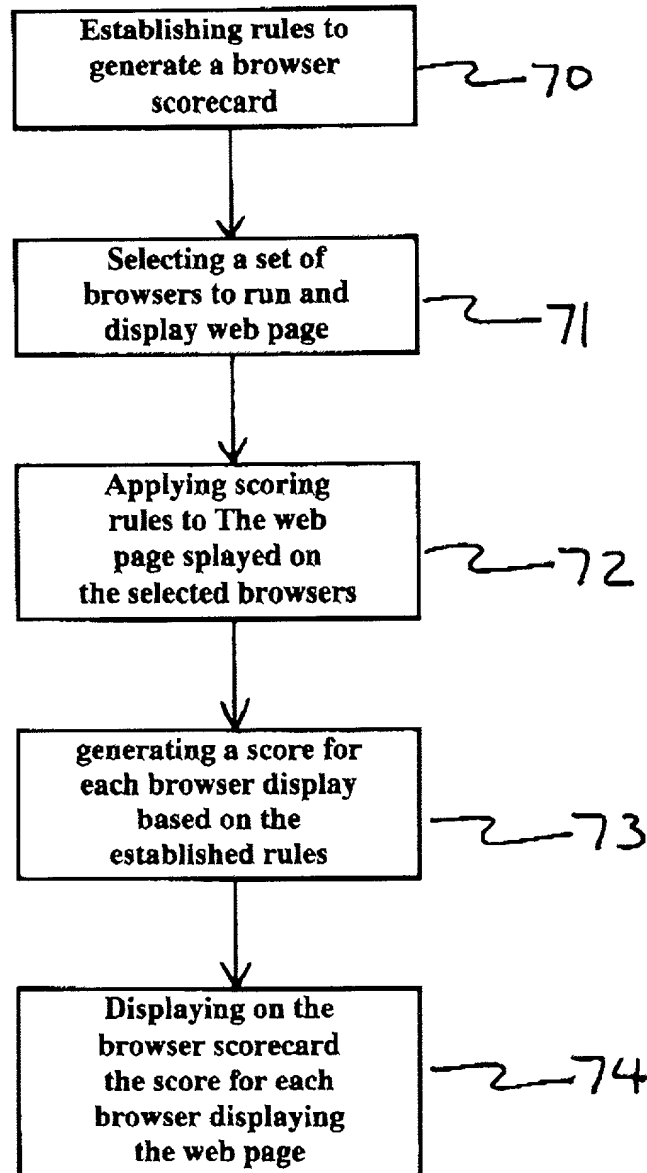 Establishing rules to
generate a browser
scorecard
70
Selecting a set of
browsers to run and
display web page
71
Applying scoring
rules to The web
page splayed on
the selected browsers
72
generating a score for
each browser display
based on the
established rules
73
Displaying on the
browser scorecard
the score for each
browser displaying
the web page
74